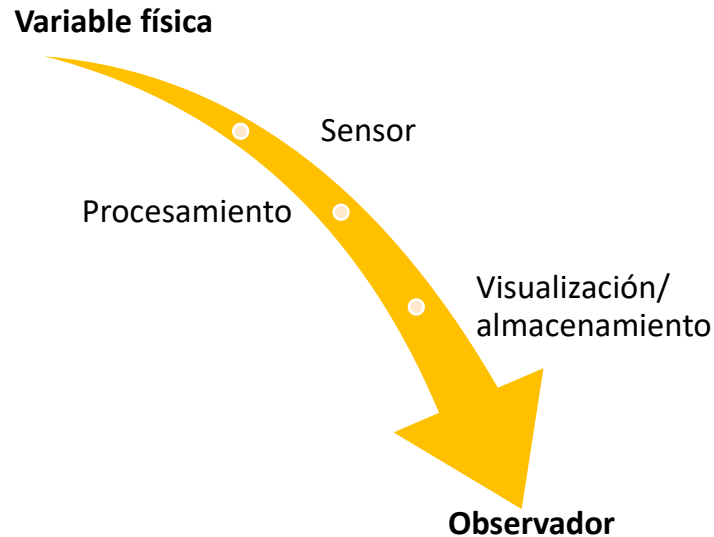 Variable física
Sensor
Procesamiento
Visualización/
almacenamiento
Observador